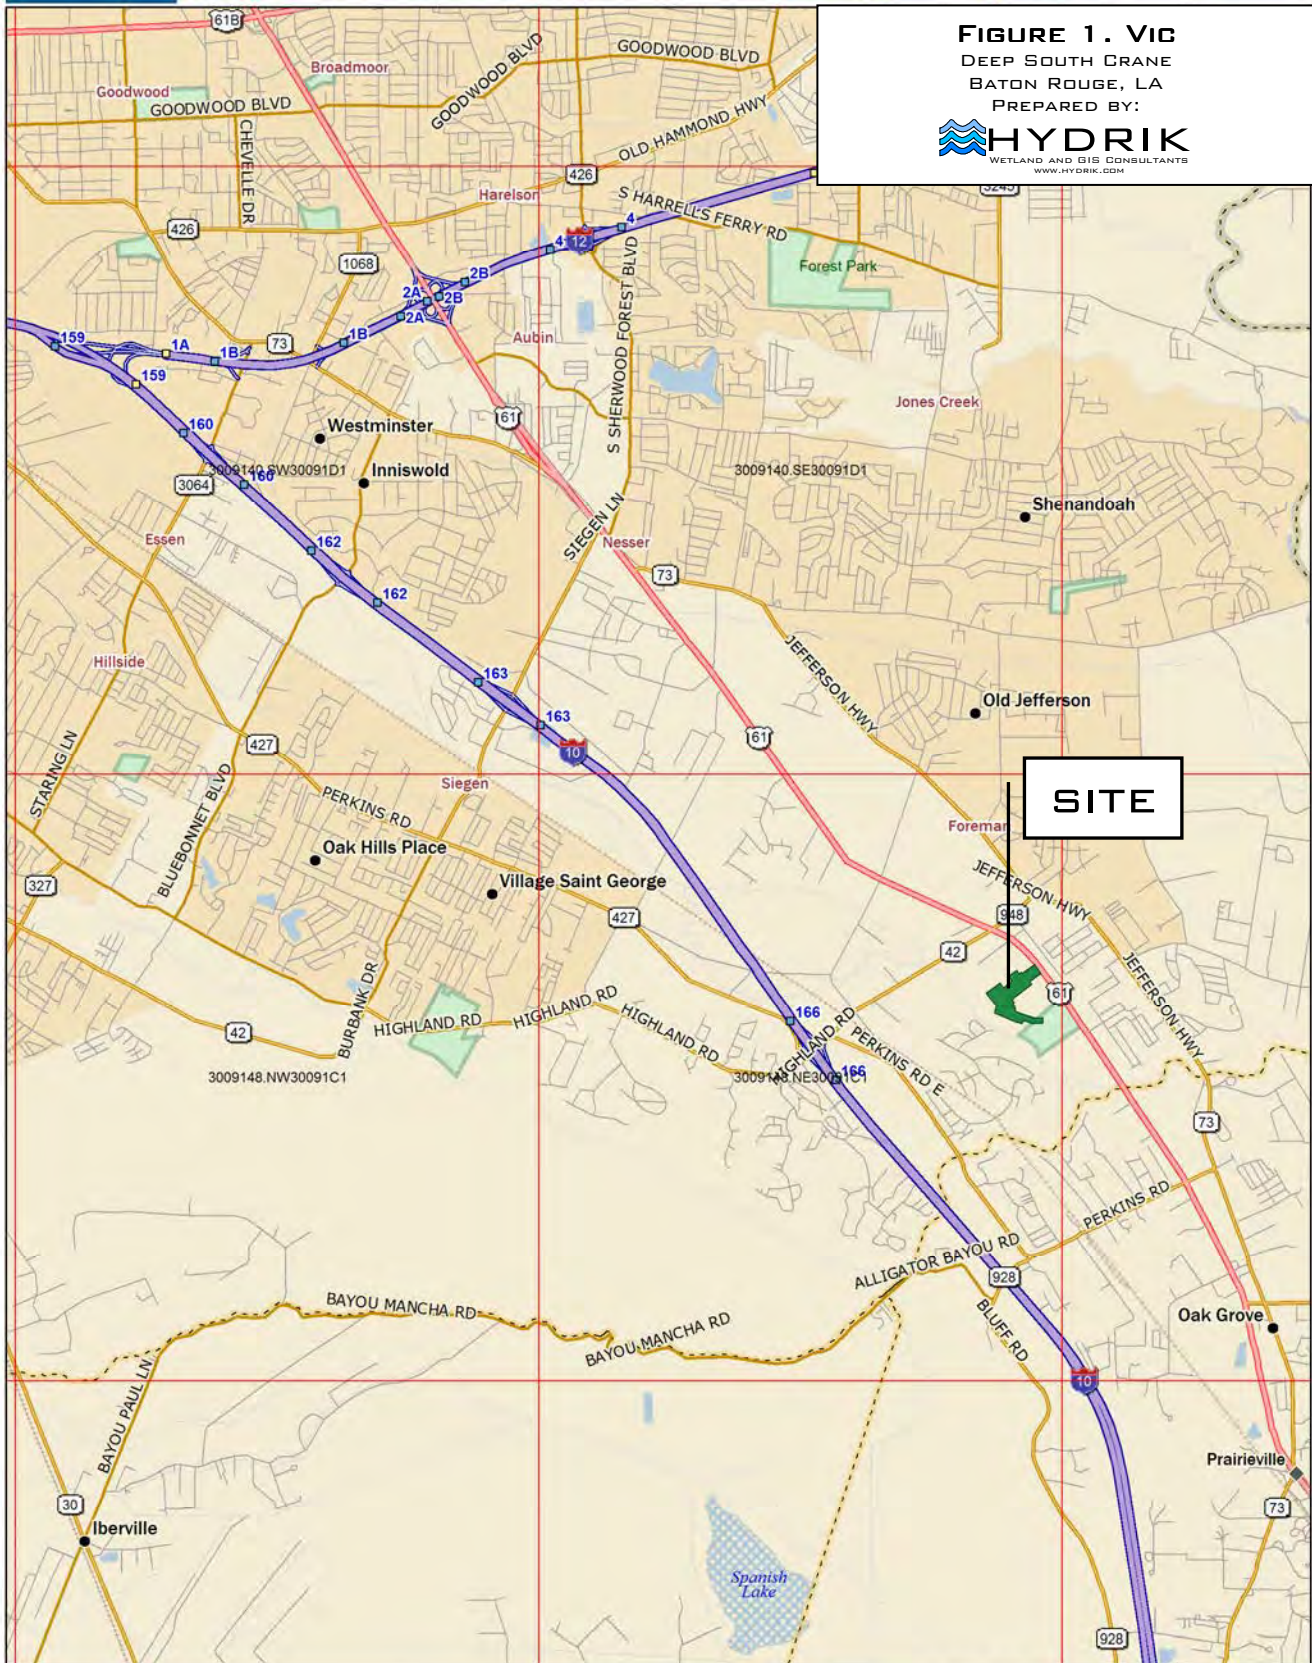 FIGURE 1. VIC
DEEP SOUTH CRANE
BATON ROUGE, LA
PREPARED BY:
HYDRIK
WETLAND AND GIS CONSULTANTS
WWW.HYDRIK.COM
61B
GOODWOOD BLVD
GOODWOOD BLVD
Broadmoor
Goodwood
GOODWOOD BLVD
CHEVELLE DR
OLD HAMMOND HWY
426
Harelson
S HARRELLS FERRY RD
426
4
12
4
1068
Forest Park
2B
2A
2B
2A
S SHERWOOD FOREST BLVD
159
1A
1B
73
1B
Aubin
159
Jones Creek
160
Westminster
61
3009140.SW30091D1
Inniswold
3009140.SE30091D1
3064
160
Shenandoah
SIEGEN LN
Essen
Nesser
162
73
162
Hillside
JEFFERSON HWY
163
Old Jefferson
163
427
61
10
STARING LN
Siegen
SITE
PERKINS RD
BLUEBONNET BLVD
Foreman
Oak Hills Place
JEFFERSON HWY
327
Village Saint George
427
948
42
JEFFERSON HWY
61
BURBANK DR
HIGHLAND RD
HIGHLAND RD
HIGHLAND RD
166
HIGHLAND RD
PERKINS RD E
42
3009148.NW30091C1
3009148.NE30091C1
166
73
PERKINS RD
ALLIGATOR BAYOU RD
928
BAYOU MANCHA RD
BAYOU MANCHA RD
BLUFF RD
Oak Grove
BAYOU PAUL LN
10
Prairieville
30
73
Iberville
Spanish
Lake
928